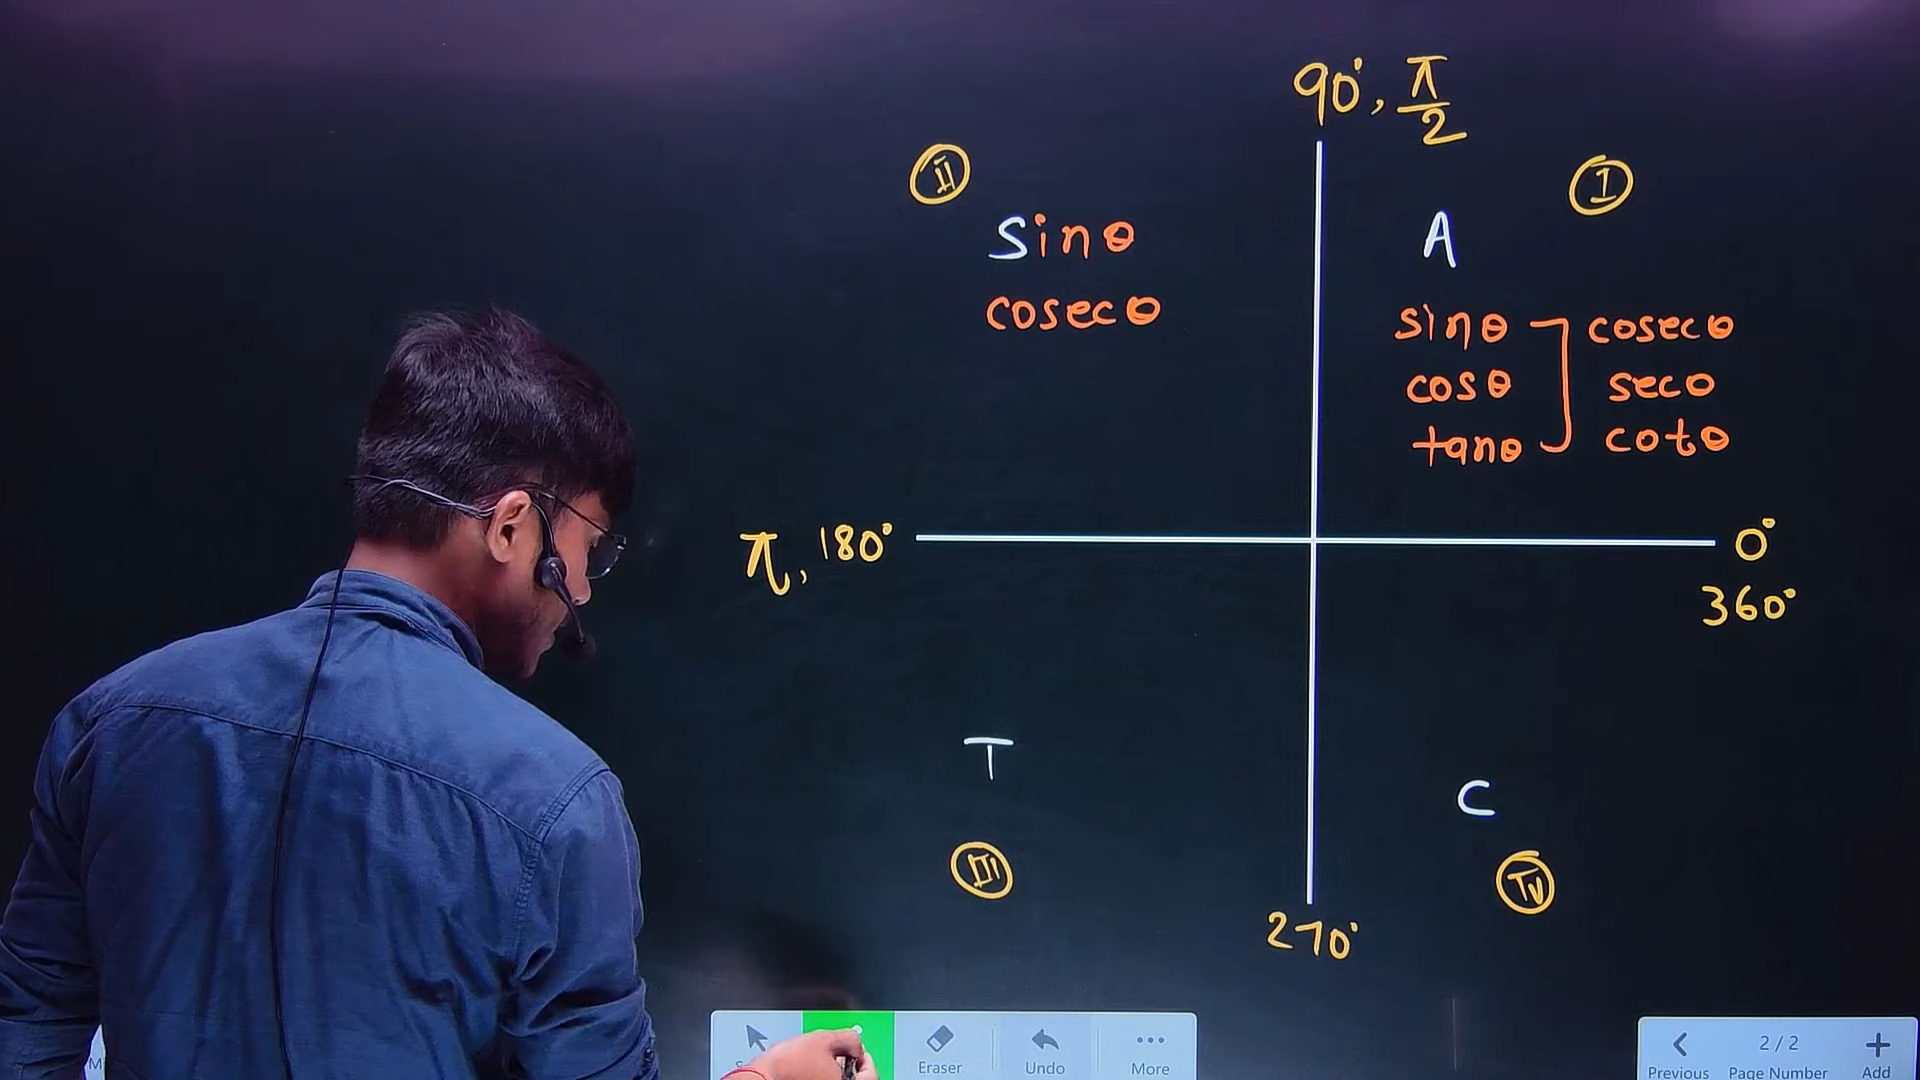 90°, π/2
II
I
Sinθ
A
cosecθ
sinθ cosecθ
cosθ secθ
tanθ cotθ
π, 180°
0°
360°
T
C
III
IV
270°
Eraser
Undo
More
2 / 2
Previous
Page Number
Add